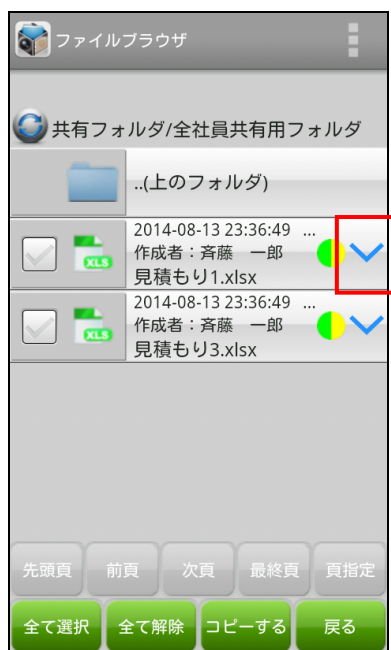 ファイルブラウザ
共有フォルダ/全社員共有用フォルダ
..(上のフォルダ)
2014-08-13 23:36:49 ...
作成者：斉藤　一郎
XLS
見積もり1.xlsx
2014-08-13 23:36:49 ...
作成者：斉藤　一郎
XLS
見積もり3.xlsx
先頭頁 前頁 次頁 最終頁 頁指定
全て選択 全て解除 コピーする 戻る